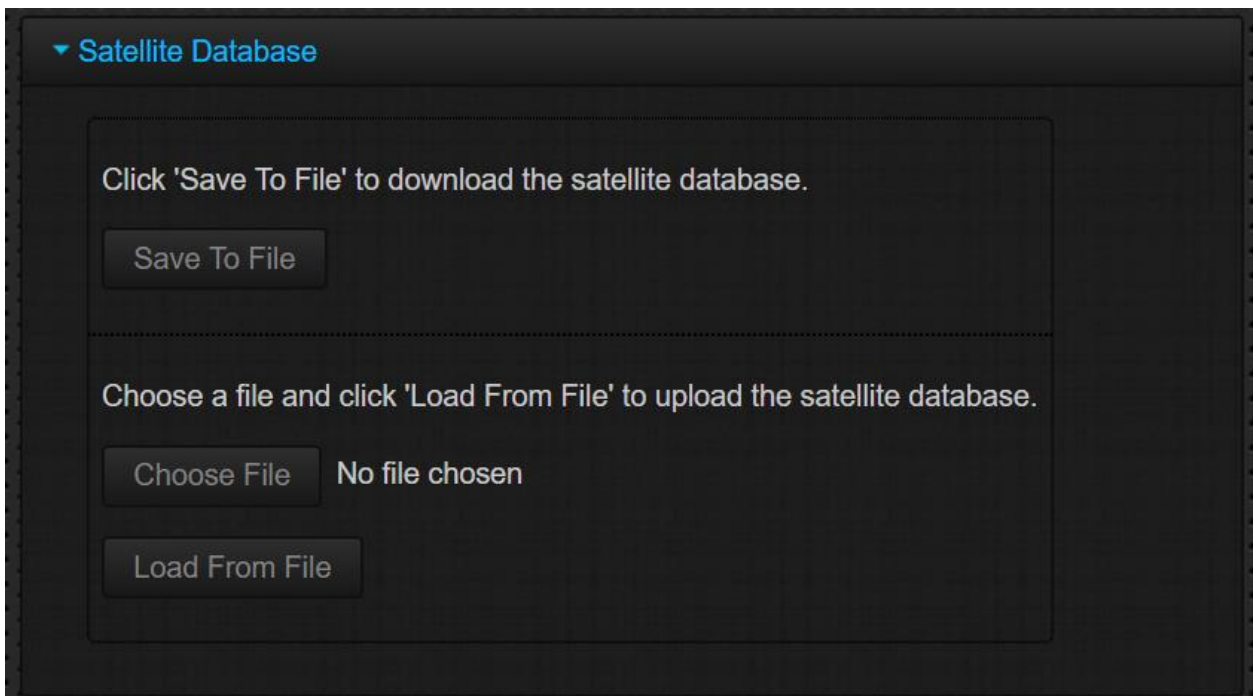 Satellite Database
Click 'Save To File' to download the satellite database.
Save To File
Choose a file and click 'Load From File' to upload the satellite database.
Choose File No file chosen
Load From File